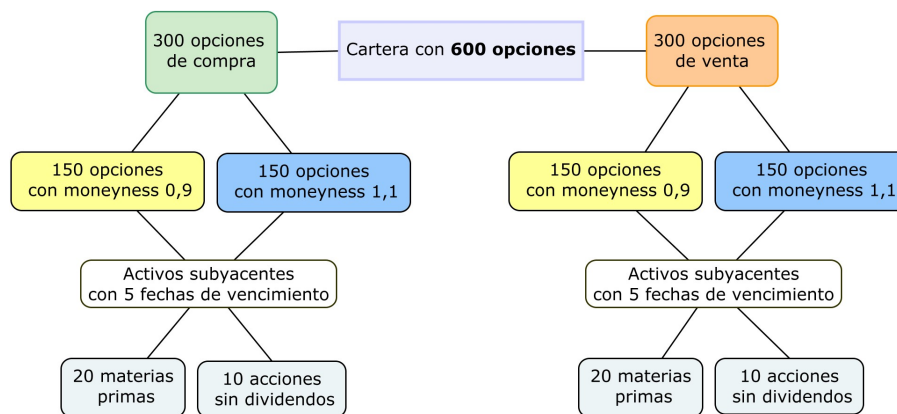 300 opciones
de compra
Cartera con 600 opciones
300 opciones
de venta
150 opciones
con moneyness 0,9
150 opciones
con moneyness 1,1
150 opciones
con moneyness 0,9
150 opciones
con moneyness 1,1
Activos subyacentes
con 5 fechas de vencimiento
Activos subyacentes
con 5 fechas de vencimiento
20 materias
primas
10 acciones
sin dividendos
20 materias
primas
10 acciones
sin dividendos